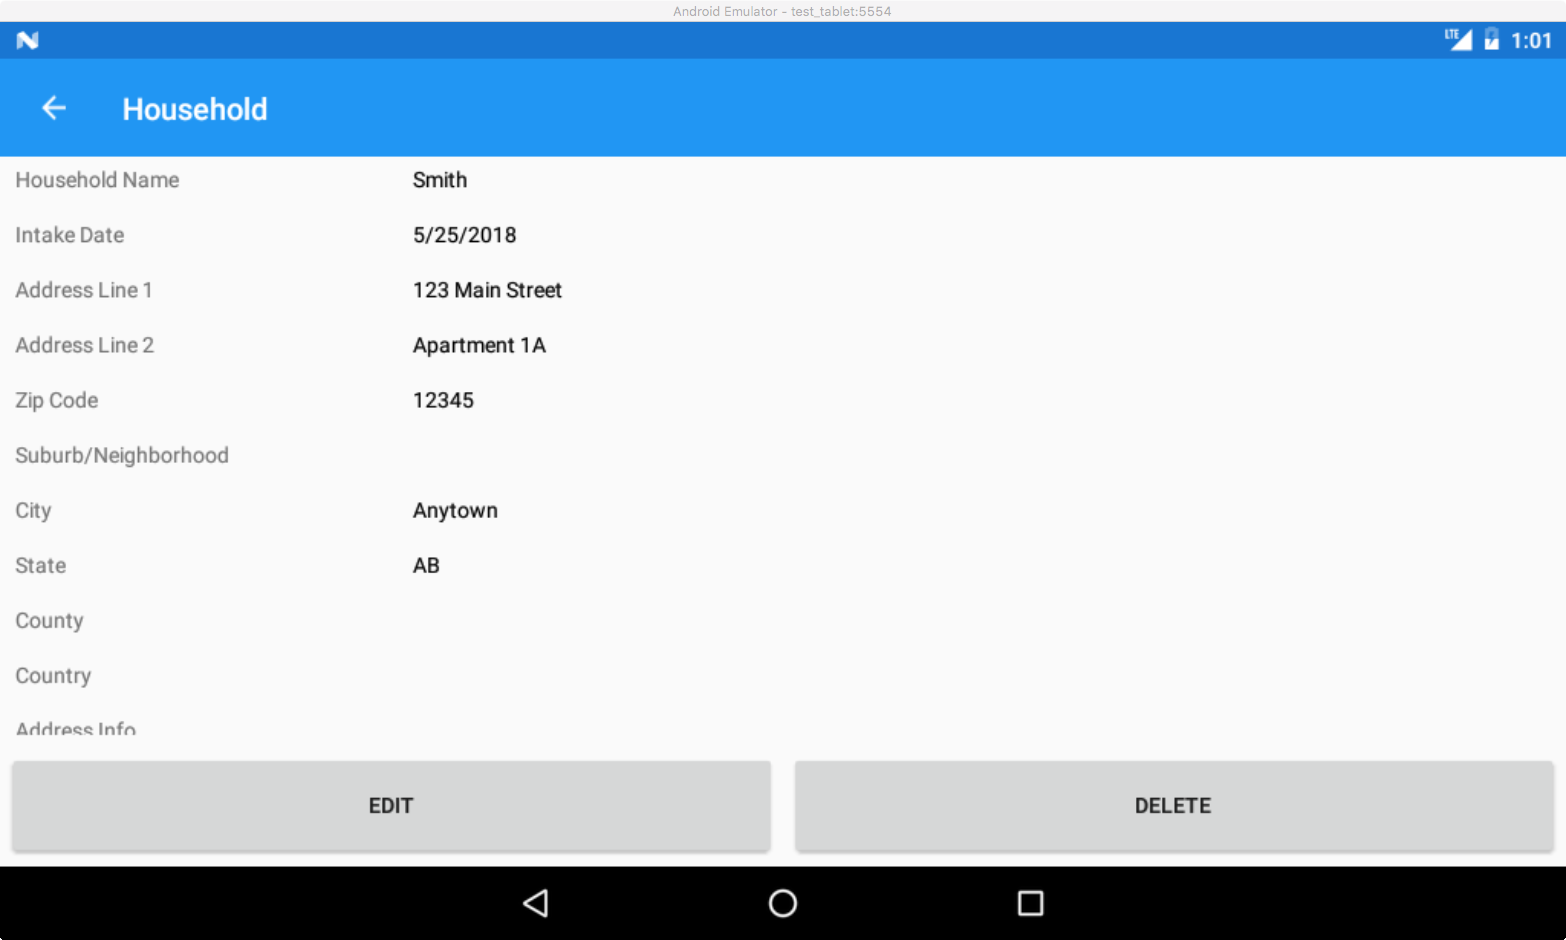 Android Emulator - test_tablet:5554
LTE 1:01
Household
Household Name Smith
Intake Date 5/25/2018
Address Line 1 123 Main Street
Address Line 2 Apartment 1A
Zip Code 12345
Suburb/Neighborhood
City Anytown
State AB
County
Country
Address Info
EDIT DELETE